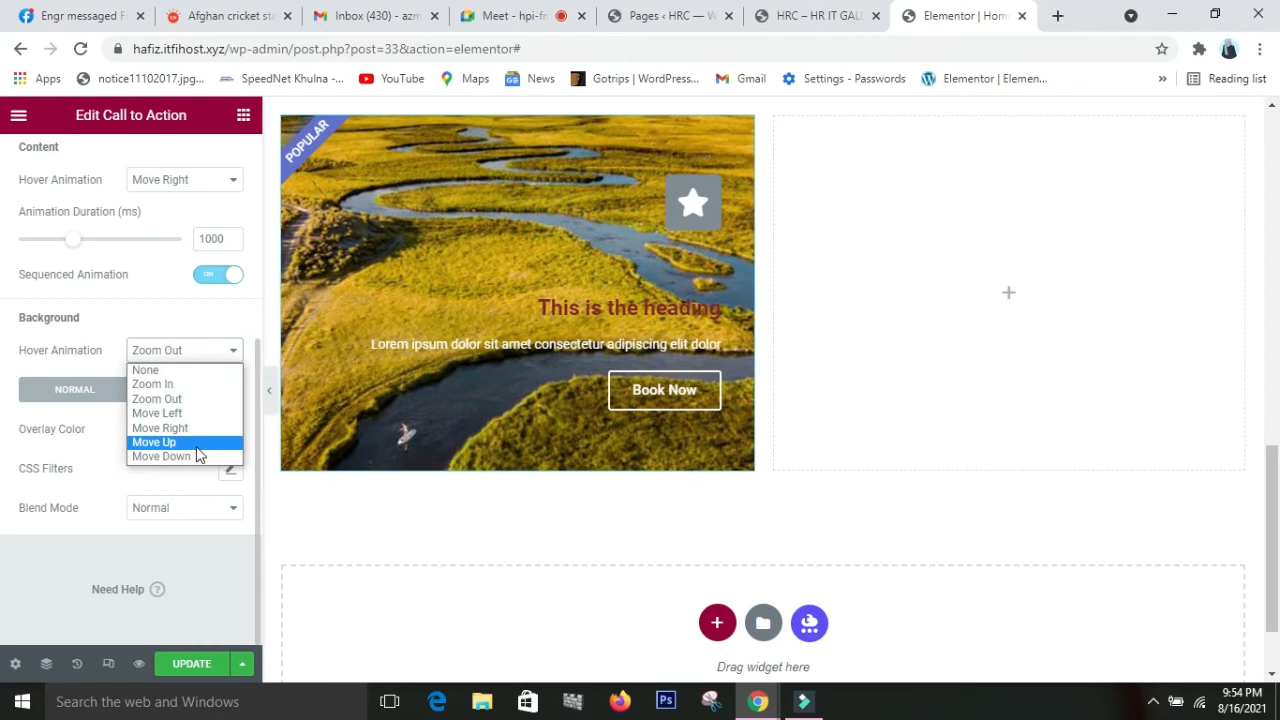 Engr messaged
Afghan cricket sta
Inbox (430) - azm
Meet - hpi-fn
Pages ‹ HRC — W
HRC – HR IT GALL
Elementor | Hom
hafiz.itfihost.xyz/wp-admin/post.php?post=33&action=elementor#
Apps
notice11102017.jpg...
SpeedNet Khulna -...
YouTube
Maps
News
Gotrips | WordPress...
Gmail
Settings - Passwords
Elementor | Elemen...
»
Reading list
Edit Call to Action
Content
Hover Animation
Move Right
Animation Duration (ms)
1000
Sequenced Animation
ON
Background
Hover Animation
Zoom Out
None
Zoom In
Zoom Out
Move Left
Move Right
Move Up
Move Down
NORMAL
Overlay Color
CSS Filters
Blend Mode
Normal
Need Help ?
UPDATE
POPULAR
This is the heading
Lorem ipsum dolor sit amet consectetur adipiscing elit dolor
Book Now
Drag widget here
Search the web and Windows
Ps
9:54 PM
8/16/2021